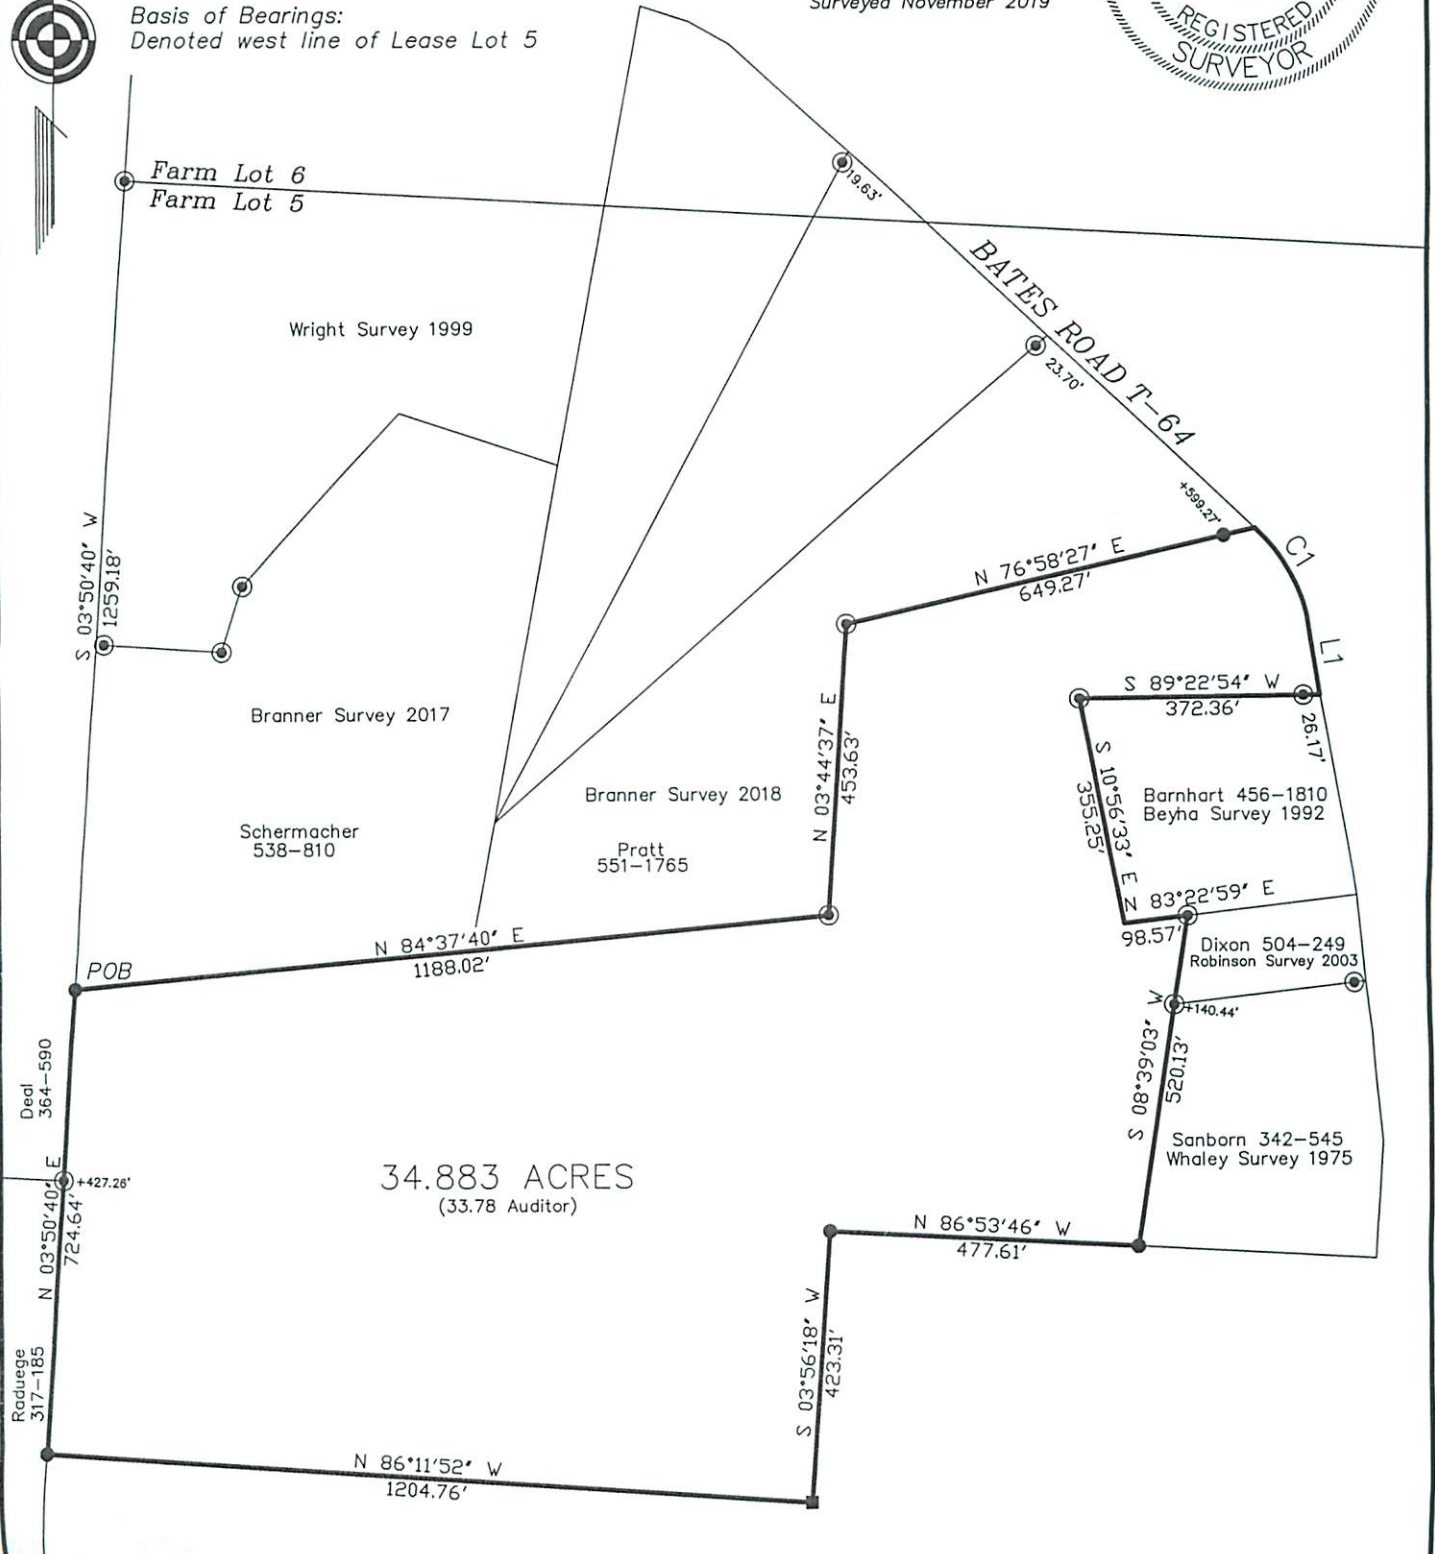 Basis of Bearings:
Denoted west line of Lease Lot 5
Surveyed November 2019
REGISTERED
SURVEYOR
Farm Lot 6
Farm Lot 5
19.63'
BATES ROAD T-64
Wright Survey 1999
23.70'
+599.27'
C1
S 03°50'40" W
1259.18'
N 76°58'27" E
649.27'
L1
S 89°22'54" W
372.36'
26.17'
Branner Survey 2017
N 03°44'37" E
453.63'
S 10°56'33" E
355.25'
Branner Survey 2018
Barnhart 456-1810
Beyha Survey 1992
Schermacher
538-810
Pratt
551-1765
N 83°22'59" E
98.57'
N 84°37'40" E
1188.02'
Dixon 504-249
Robinson Survey 2003
POB
+140.44'
S 08°39'03" W
520.13'
Deal
364-590
Sanborn 342-545
Whaley Survey 1975
34.883 ACRES
(33.78 Auditor)
+427.26'
N 03°50'40" E
724.64'
N 86°53'46" W
477.61'
S 03°56'18" W
423.31'
Raduege
317-185
N 86°11'52" W
1204.76'